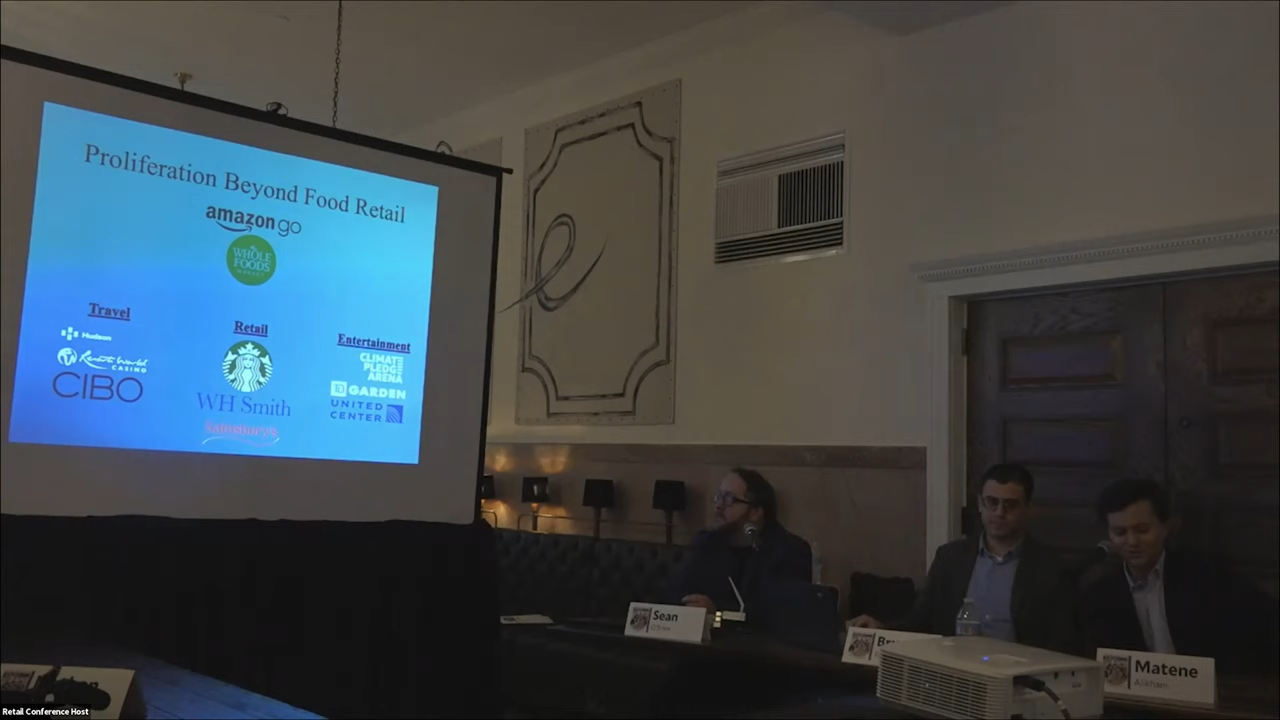 Proliferation Beyond Food Retail
amazon go
WHOLE
FOODS
MARKET
Travel
Hudson
Resorts World
CASINO
CIBO
Retail
WH Smith
Sainsbury's
Entertainment
CLIMATE
PLEDGE
ARENA
TD GARDEN
UNITED
CENTER
Sean
Matene
Retail Conference Host